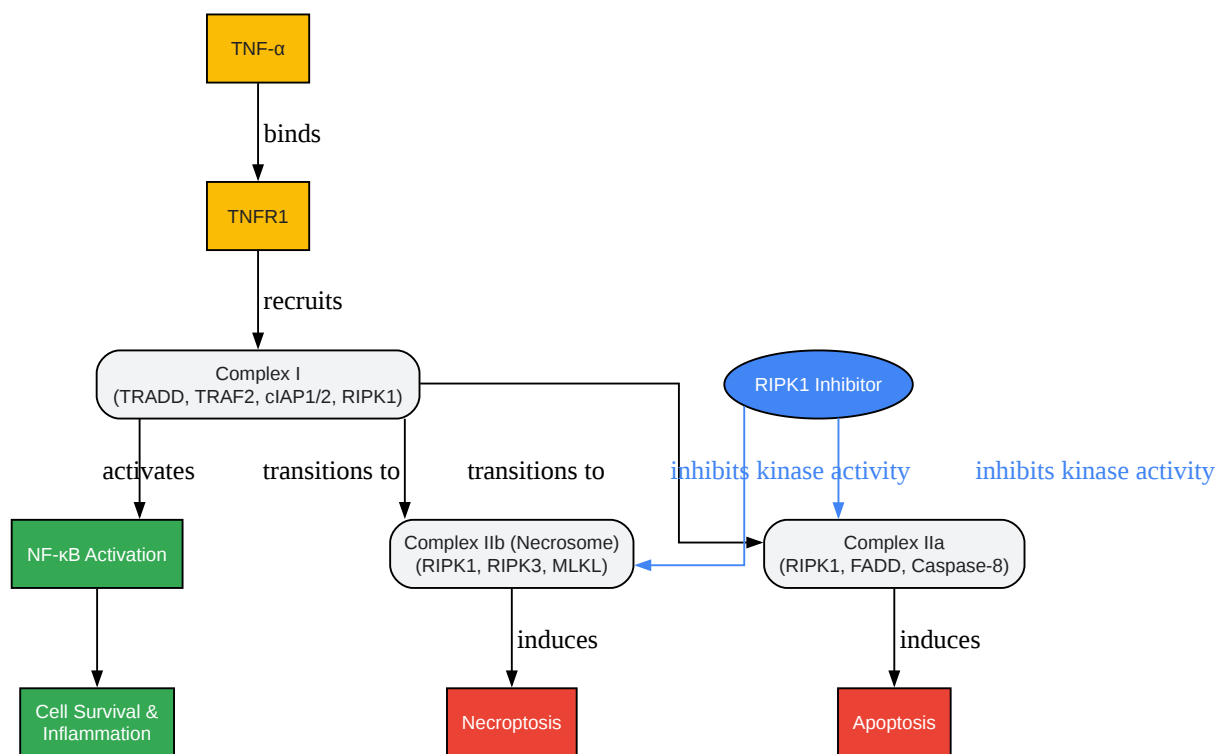 TNF-α
binds
TNFR1
recruits
Complex I
(TRADD, TRAF2, cIAP1/2, RIPK1)
RIPK1 Inhibitor
activates
transitions to
transitions to
inhibits kinase activity
inhibits kinase activity
NF-κB Activation
Complex IIb (Necrosome)
(RIPK1, RIPK3, MLKL)
Complex IIa
(RIPK1, FADD, Caspase-8)
induces
induces
Cell Survival &
Inflammation
Necroptosis
Apoptosis